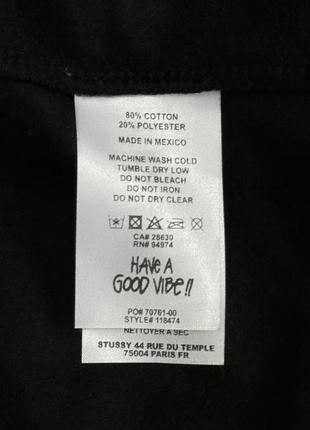 80% COTTON
20% POLYESTER
MADE IN MEXICO
MACHINE WASH COLD
TUMBLE DRY LOW
DO NOT BLEACH
DO NOT IRON
DO NOT DRY CLEAR
CA# 28630
RN# 94974
HAVE A
GOOD VIBE!!
PO# 70761-00
STYLE# 118474
NETTOYER A SEC
STUSSY 44 RUE DU TEMPLE
75004 PARIS FR